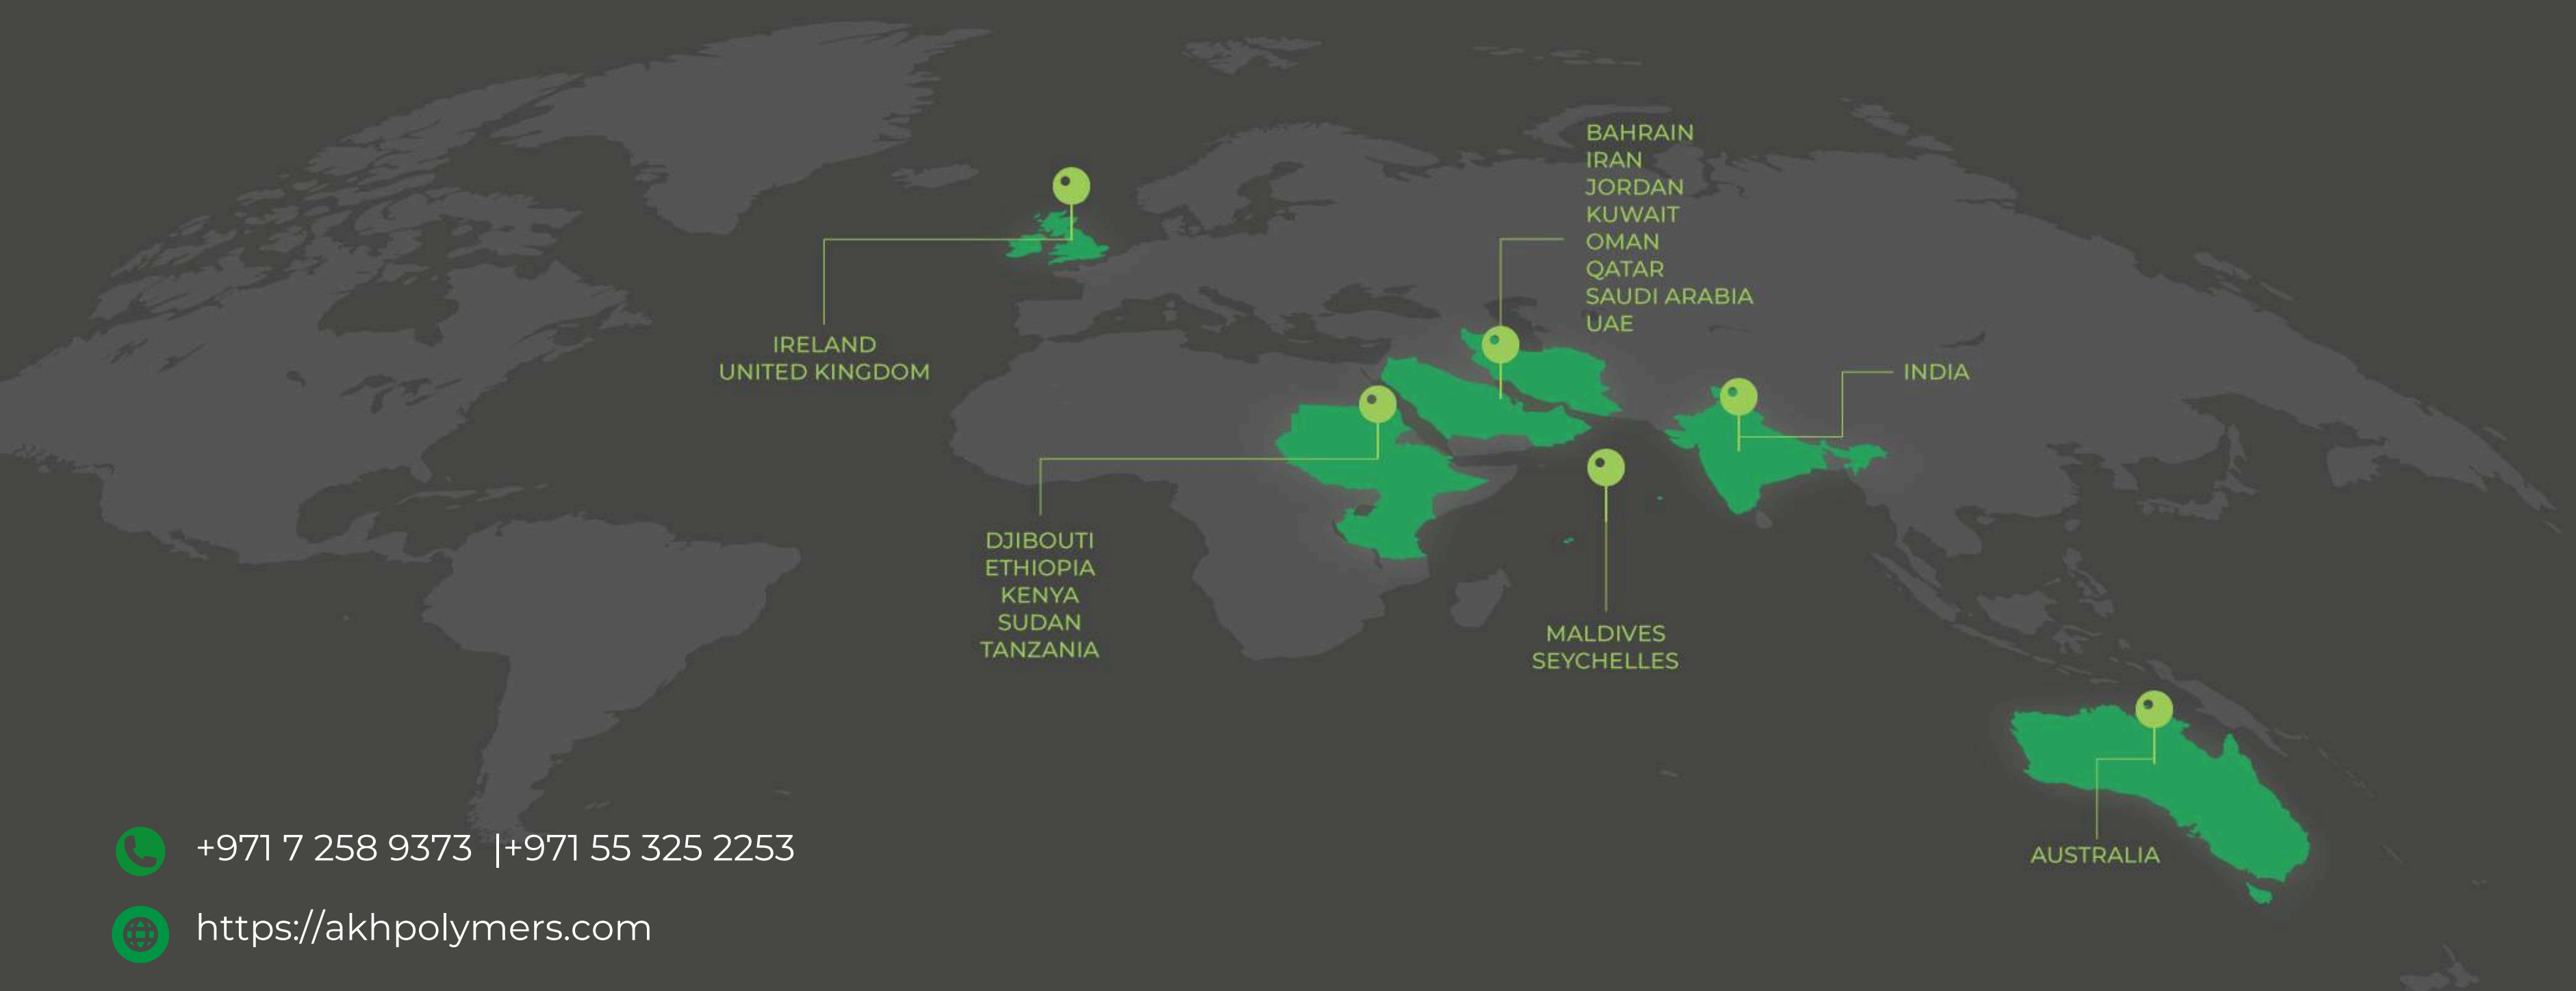 BAHRAIN
IRAN
JORDAN
KUWAIT
OMAN
QATAR
SAUDI ARABIA
UAE
IRELAND
UNITED KINGDOM
INDIA
DJIBOUTI
ETHIOPIA
KENYA
SUDAN
TANZANIA
MALDIVES
SEYCHELLES
AUSTRALIA
+971 7 258 9373 |+971 55 325 2253
https://akhpolymers.com